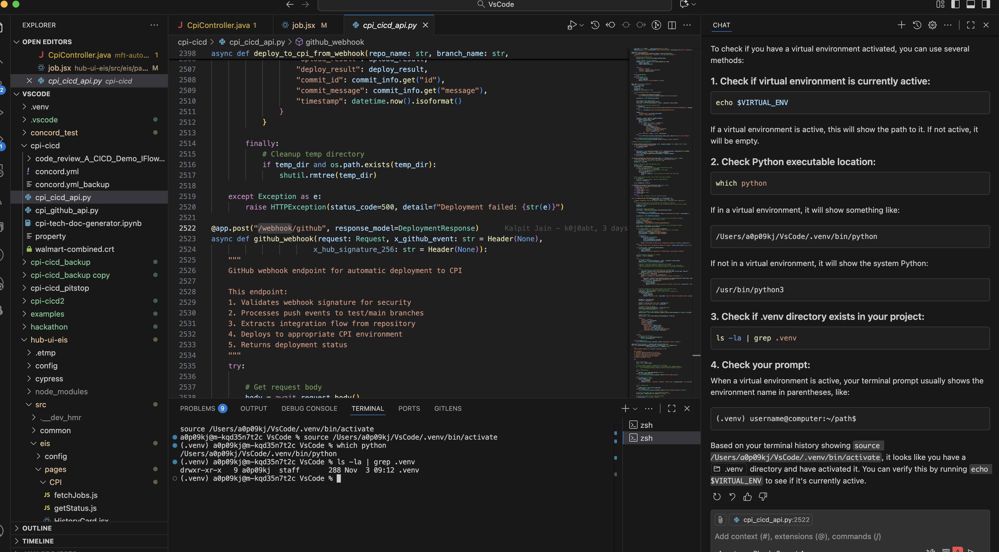 VsCode
EXPLORER
OPEN EDITORS
CpiController.java mft-auto... 1
job.jsx hub-ui-eis/src/eis/pa... M
cpi_cicd_api.py cpi-cicd
VSCODE
.venv
.vscode
concord_test
cpi-cicd
code_review_A_CICD_Demo_IFlow...
concord.yml
concord.yml_backup
cpi_cicd_api.py
cpi_github_api.py
cpi-tech-doc-generator.ipynb
property
walmart-combined.crt
cpi-cicd_backup
cpi-cicd_backup copy
cpi-cicd_pitstop
cpi-cicd2
examples
hackathon
hub-ui-eis
.etmp
config
cypress
node_modules
src
.__dev_hmr
common
eis
config
pages
CPI
JS fetchJobs.js
JS getStatus.js
HistoryCard.jsx
OUTLINE
TIMELINE
2
1
CpiController.java 1
job.jsx M
cpi_cicd_api.py
cpi-cicd > cpi_cicd_api.py > github_webhook
2398 async def deploy_to_cpi_from_webhook(repo_name: str, branch_name: str,
2507 "deploy_result": deploy_result,
2508 "commit_id": commit_info.get("id"),
2509 "commit_message": commit_info.get("message"),
2510 "timestamp": datetime.now().isoformat()
2511 }
2512 }
2513
2514 finally:
2515 # Cleanup temp directory
2516 if temp_dir and os.path.exists(temp_dir):
2517 shutil.rmtree(temp_dir)
2518
2519 except Exception as e:
2520 raise HTTPException(status_code=500, detail=f"Deployment failed: {str(e)}")
2521
2522 @app.post("/webhook/github", response_model=DeploymentResponse) Kalpit Jain – k0j0abt, 3 days
2523 async def github_webhook(request: Request, x_github_event: str = Header(None),
2524 x_hub_signature_256: str = Header(None)):
2525 """
2526 GitHub webhook endpoint for automatic deployment to CPI
2527
2528 This endpoint:
2529 1. Validates webhook signature for security
2530 2. Processes push events to test/main branches
2531 3. Extracts integration flow from repository
2532 4. Deploys to appropriate CPI environment
2533 5. Returns deployment status
2534 """
2535 try:
2536
2537 # Get request body
2538 body = await request.body()
PROBLEMS 9 OUTPUT DEBUG CONSOLE TERMINAL PORTS GITLENS
source /Users/a0p09kj/VsCode/.venv/bin/activate
a0p09kj@m-kqd35n7t2c VsCode % source /Users/a0p09kj/VsCode/.venv/bin/activate
(.venv) a0p09kj@m-kqd35n7t2c VsCode % which python
/Users/a0p09kj/VsCode/.venv/bin/python
(.venv) a0p09kj@m-kqd35n7t2c VsCode % ls -la | grep .venv
drwxr-xr-x 9 a0p09kj staff 288 Nov 3 09:12 .venv
(.venv) a0p09kj@m-kqd35n7t2c VsCode %
zsh
zsh
CHAT
To check if you have a virtual environment activated, you can use several
methods:
1. Check if virtual environment is currently active:
echo $VIRTUAL_ENV
If a virtual environment is active, this will show the path to it. If not active, it
will be empty.
2. Check Python executable location:
which python
If in a virtual environment, it will show something like:
/Users/a0p09kj/VsCode/.venv/bin/python
If not in a virtual environment, it will show the system Python:
/usr/bin/python3
3. Check if .venv directory exists in your project:
ls -la | grep .venv
4. Check your prompt:
When a virtual environment is active, your terminal prompt usually shows the
environment name in parentheses, like:
(.venv) username@computer:~/path$
Based on your terminal history showing source
/Users/a0p09kj/VsCode/.venv/bin/activate, it looks like you have a
.venv directory and have activated it. You can verify this by running echo
$VIRTUAL_ENV to see if it's currently active.
cpi_cicd_api.py:2522
Add context (#), extensions (@), commands (/)